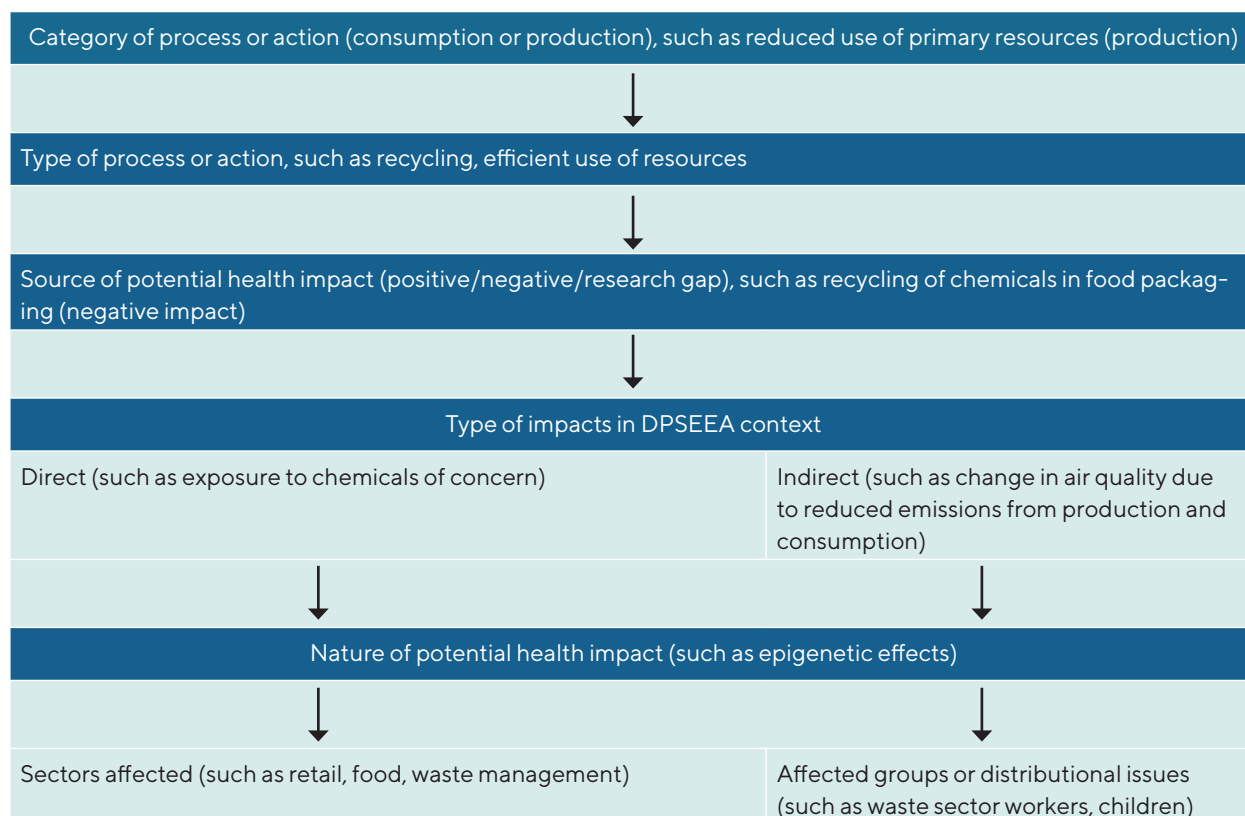 Category of process or action (consumption or production), such as reduced use of primary resources (production)
Type of process or action, such as recycling, efficient use of resources
Source of potential health impact (positive/negative/research gap), such as recycling of chemicals in food packag-
ing (negative impact)
Type of impacts in DPSEEA context
Direct (such as exposure to chemicals of concern)
Indirect (such as change in air quality due
to reduced emissions from production and
consumption)
Nature of potential health impact (such as epigenetic effects)
Sectors affected (such as retail, food, waste management)
Affected groups or distributional issues
(such as waste sector workers, children)